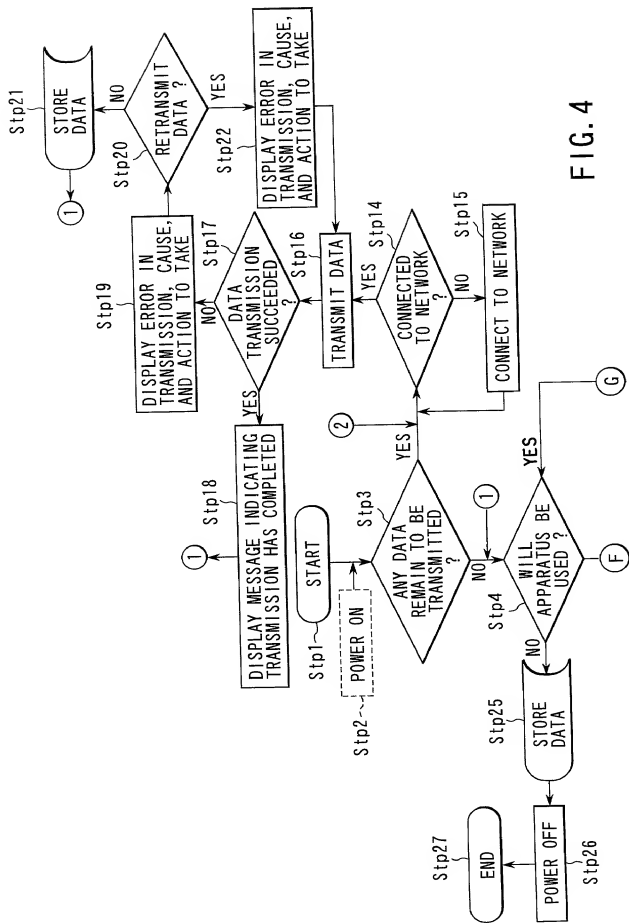 Stp1
START
Stp2
POWER ON
Stp3
ANY DATA
REMAIN TO BE
TRANSMITTED
?
YES
NO
2
1
Stp4
WILL
APPARATUS BE
USED ?
YES
NO
G
F
Stp25
STORE
DATA
Stp26
POWER OFF
Stp27
END
Stp14
CONNECTED
TO NETWORK
?
YES
NO
Stp15
CONNECT TO NETWORK
Stp16
TRANSMIT DATA
Stp17
DATA
TRANSMISSION
SUCCEEDED
?
YES
NO
Stp18
DISPLAY MESSAGE INDICATING
TRANSMISSION HAS COMPLETED
1
Stp19
DISPLAY ERROR IN
TRANSMISSION, CAUSE,
AND ACTION TO TAKE
Stp20
RETRANSMIT
DATA ?
NO
YES
Stp21
STORE
DATA
1
Stp22
DISPLAY ERROR IN
TRANSMISSION, CAUSE,
AND ACTION TO TAKE
FIG. 4